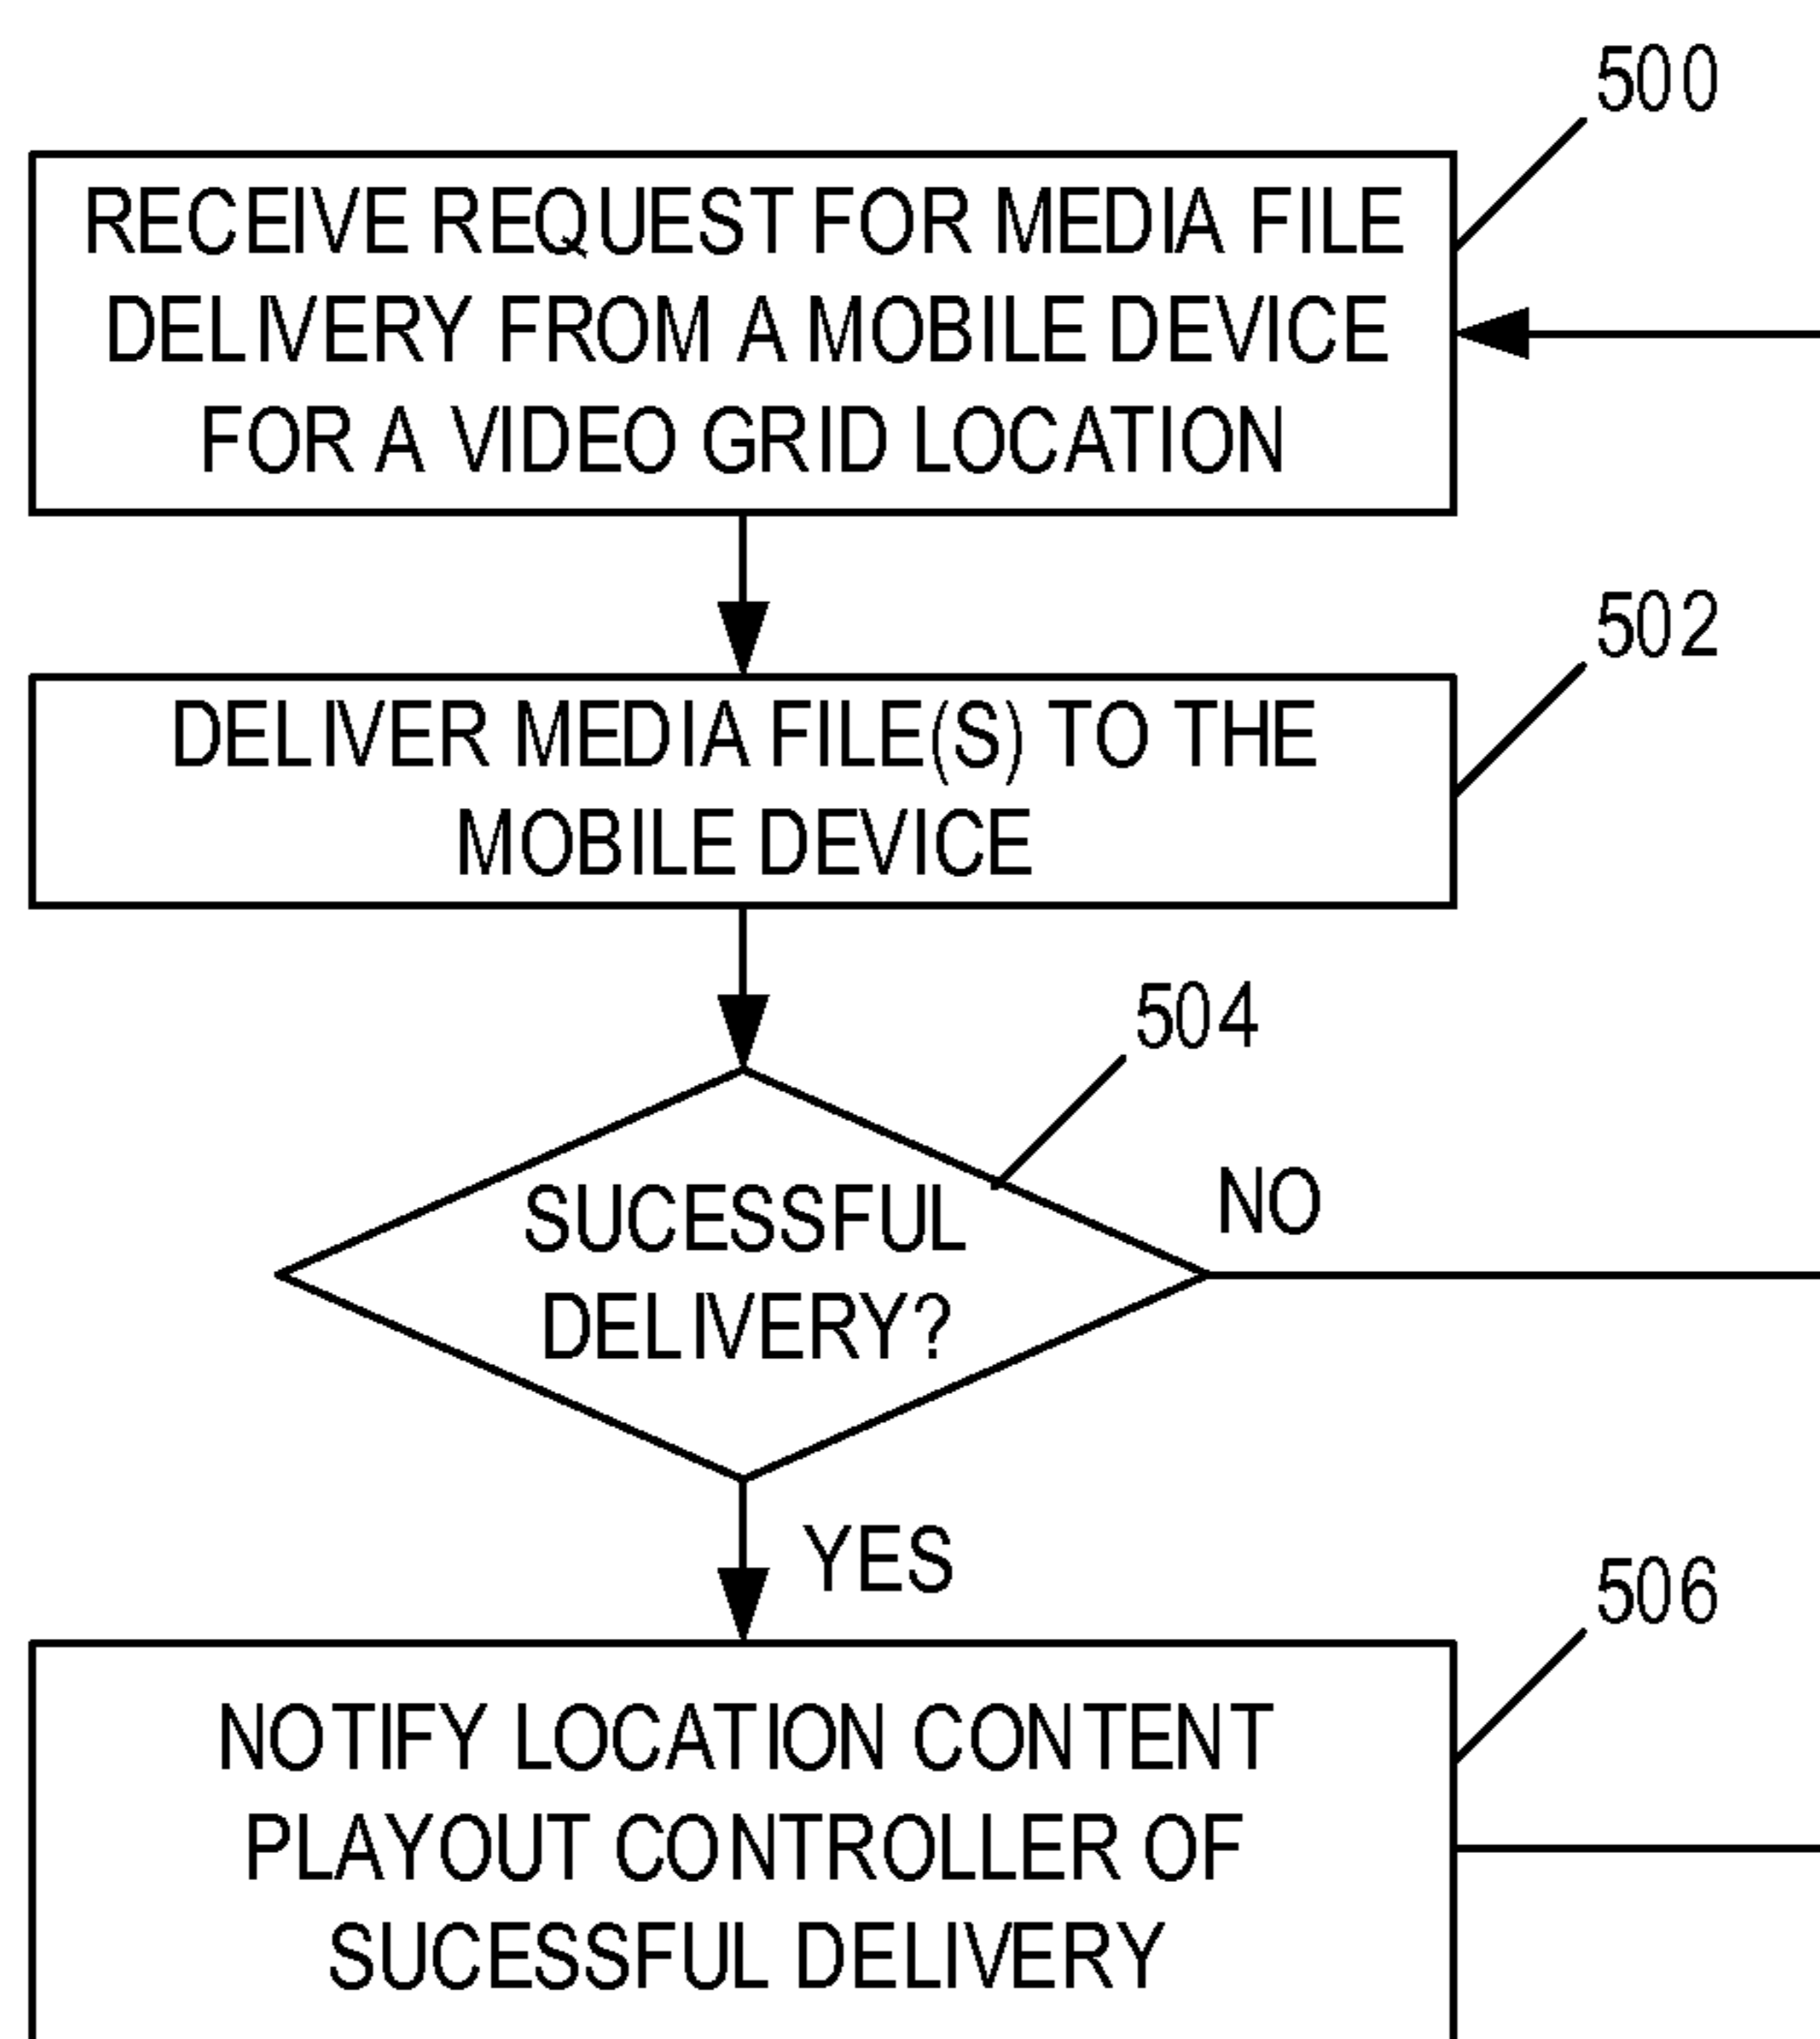 500
RECEIVE REQUEST FOR MEDIA FILE
DELIVERY FROM A MOBILE DEVICE
FOR A VIDEO GRID LOCATION
502
DELIVER MEDIA FILE(S) TO THE
MOBILE DEVICE
504
SUCESSFUL
DELIVERY?
NO
YES
506
NOTIFY LOCATION CONTENT
PLAYOUT CONTROLLER OF
SUCESSFUL DELIVERY